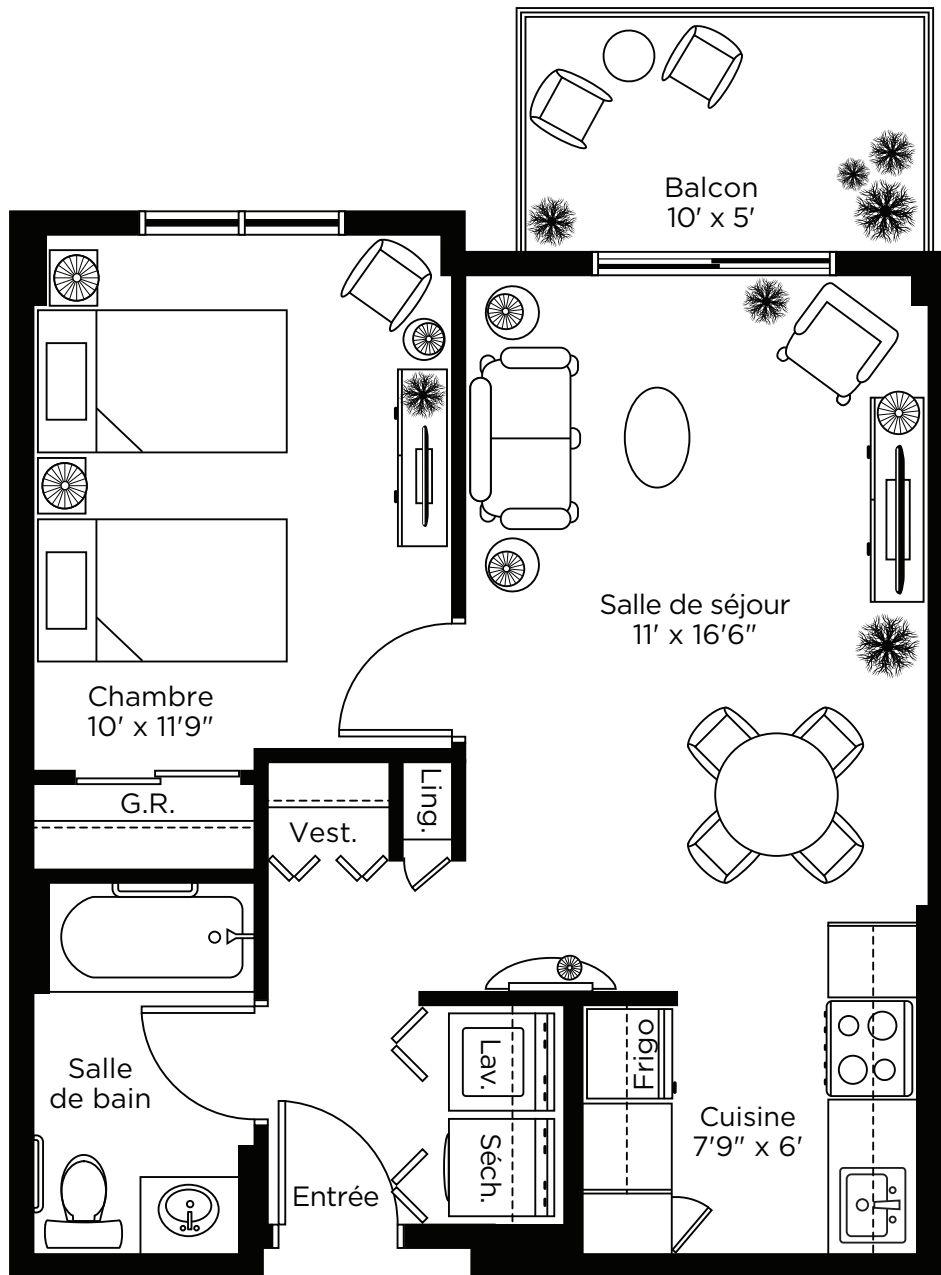 Balcon
10' x 5'
Salle de séjour
11' x 16'6"
Chambre
10' x 11'9"
G.R.
Vest.
Ling.
Salle
de bain
Lav.
Séch.
Frigo
Cuisine
7'9" x 6'
Entrée